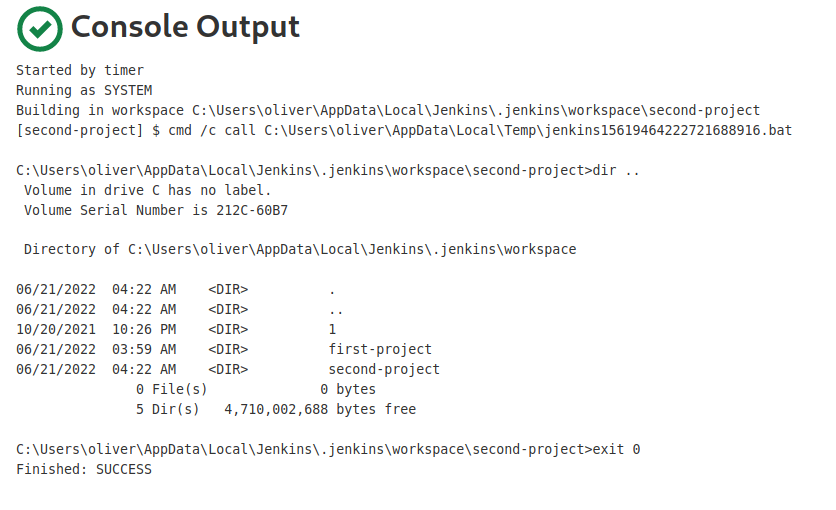 Console Output
Started by timer
Running as SYSTEM
Building in workspace C:\Users\oliver\AppData\Local\Jenkins\.jenkins\workspace\second-project
[second-project] $ cmd /c call C:\Users\oliver\AppData\Local\Temp\jenkins15619464222721688916.bat
C:\Users\oliver\AppData\Local\Jenkins\.jenkins\workspace\second-project>dir ..
Volume in drive C has no label.
Volume Serial Number is 212C-60B7
Directory of C:\Users\oliver\AppData\Local\Jenkins\.jenkins\workspace
06/21/2022  04:22 AM    <DIR>          .
06/21/2022  04:22 AM    <DIR>          ..
10/20/2021  10:26 PM    <DIR>          1
06/21/2022  03:59 AM    <DIR>          first-project
06/21/2022  04:22 AM    <DIR>          second-project
0 File(s)              0 bytes
5 Dir(s)   4,710,002,688 bytes free
C:\Users\oliver\AppData\Local\Jenkins\.jenkins\workspace\second-project>exit 0
Finished: SUCCESS